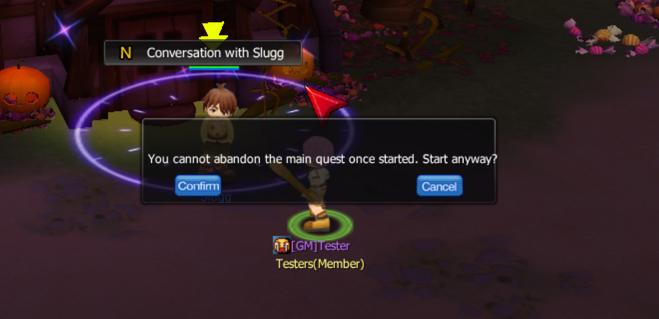 N Conversation with Slugg
You cannot abandon the main quest once started. Start anyway?
Confirm
Cancel
Slugg
[GM]Tester
Testers(Member)